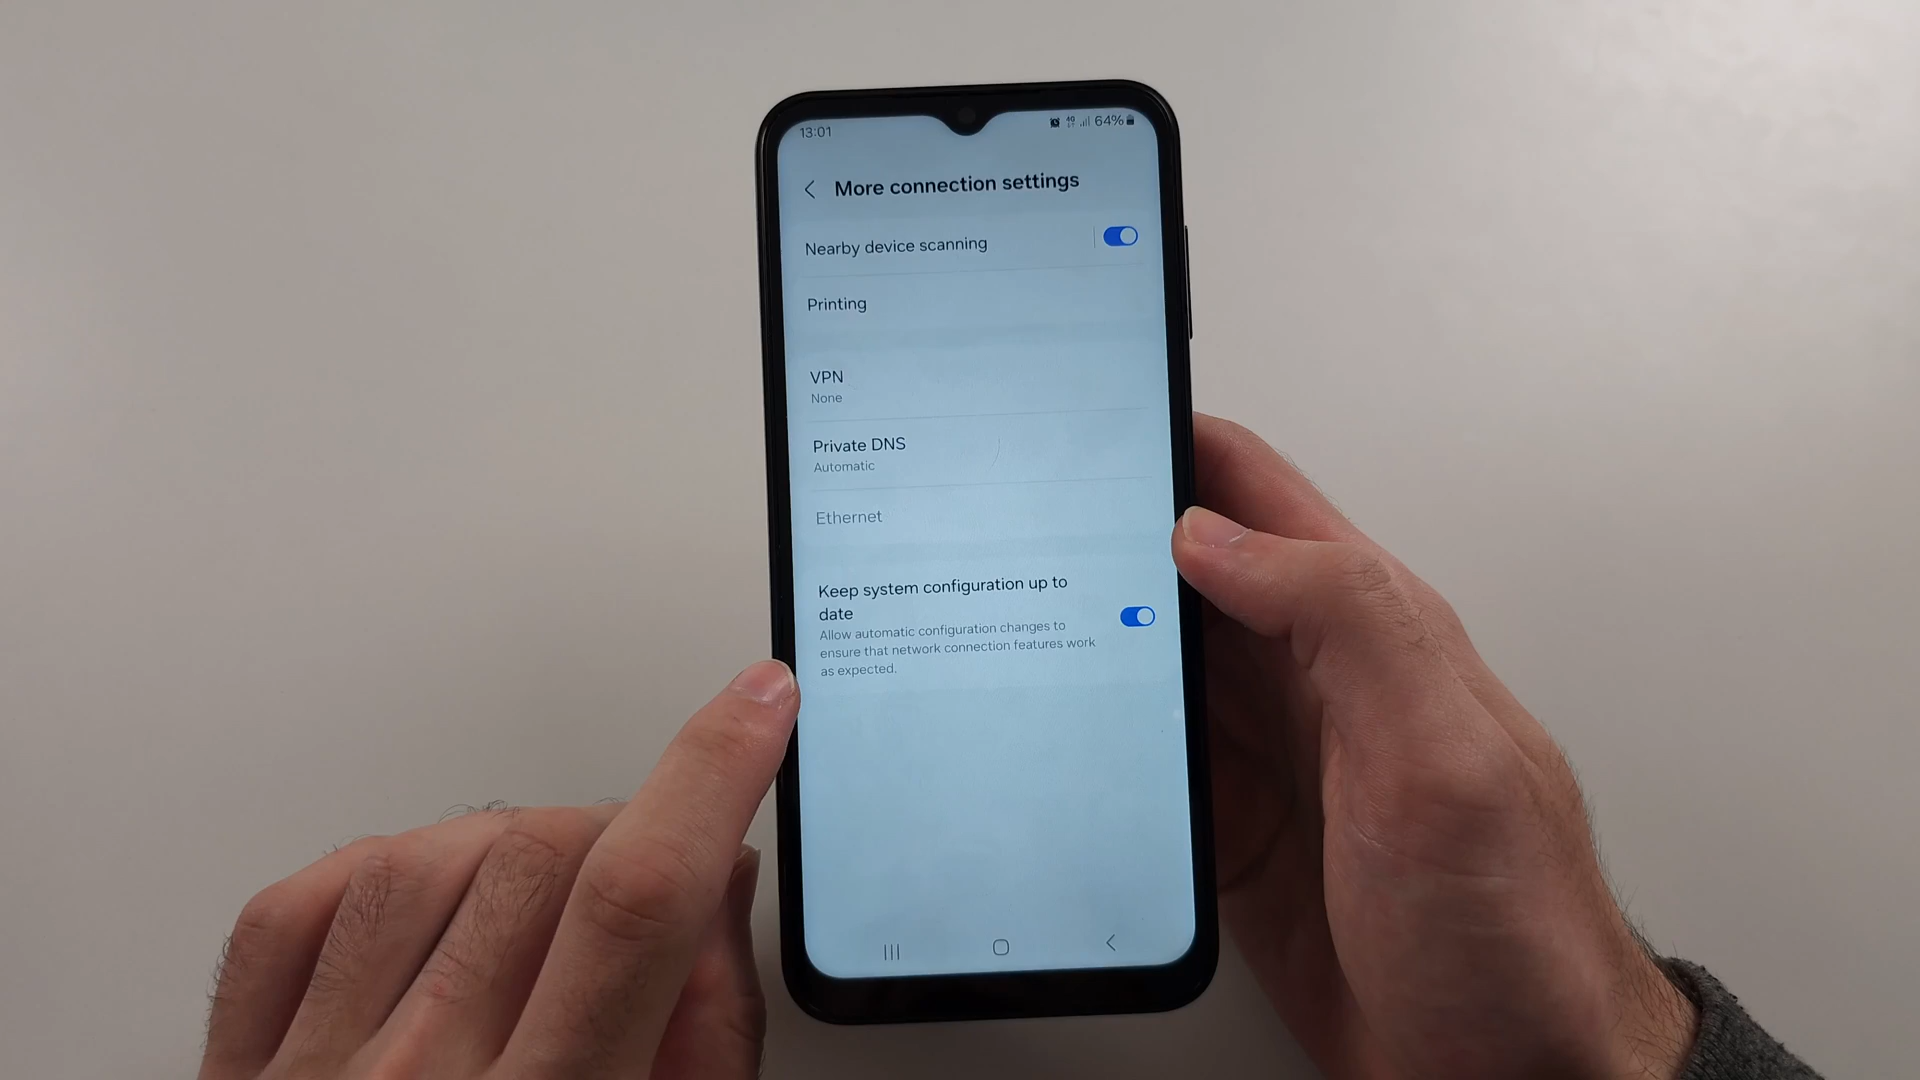 13:01
4G 64%
More connection settings
Nearby device scanning
Printing
VPN
None
Private DNS
Automatic
Ethernet
Keep system configuration up to
date
Allow automatic configuration changes to
ensure that network connection features work
as expected.